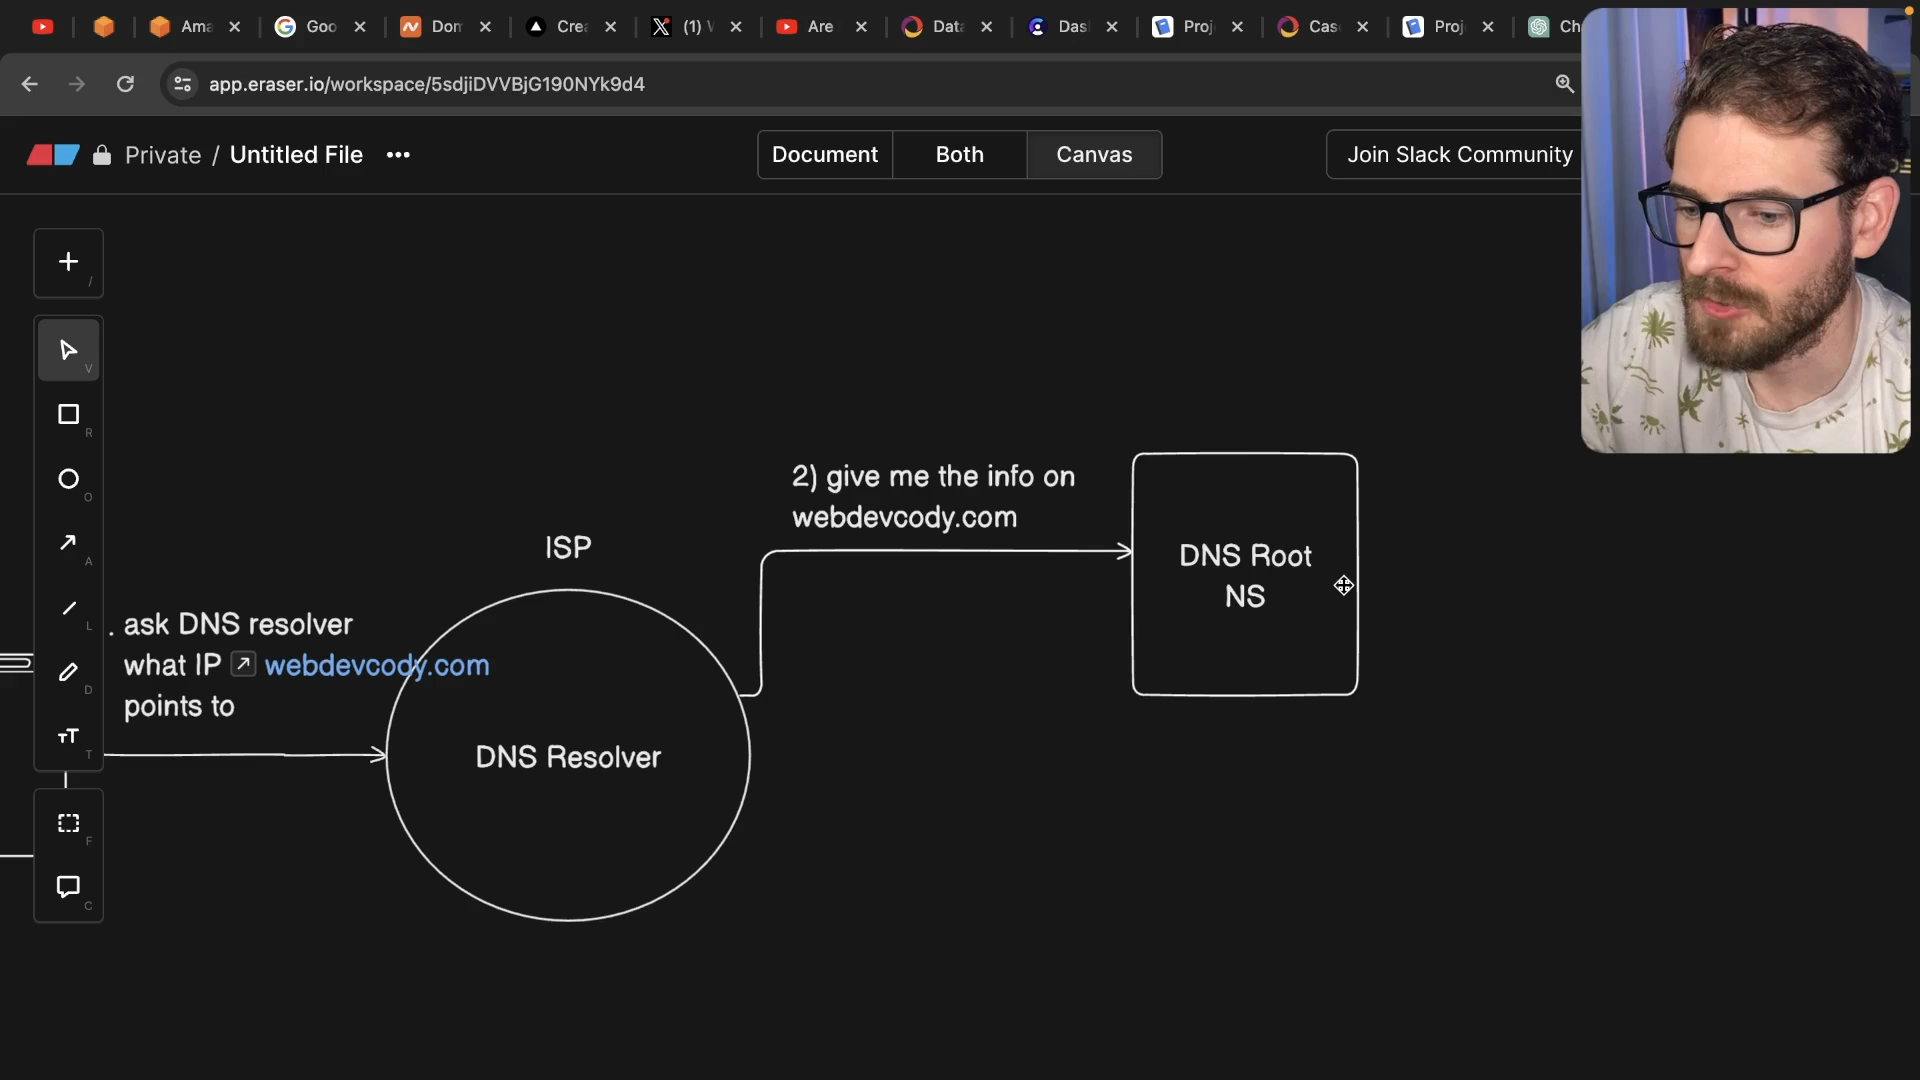 Ama
Goo
Dom
Crea
(1)
Are
Data
Das
Proj
Cas
Proj
Ch
app.eraser.io/workspace/5sdjiDVVBjG190NYk9d4
Private / Untitled File
Document
Both
Canvas
Join Slack Community
/
V
R
O
A
L
D
T
F
C
2) give me the info on
webdevcody.com
ISP
DNS Root
NS
. ask DNS resolver
what IP webdevcody.com
points to
DNS Resolver